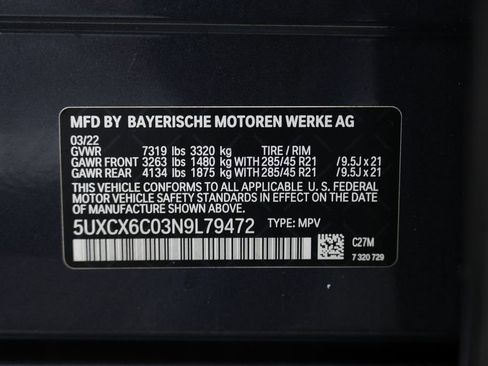 MFD BY BAYERISCHE MOTOREN WERKE AG
03/22
GVWR 7319 lbs 3320 kg TIRE / RIM
GAWR FRONT 3263 lbs 1480 kg WITH 285/45 R21 /9.5J x 21
GAWR REAR 4134 lbs 1875 kg WITH 285/45 R21 /9.5J x 21
THIS VEHICLE CONFORMS TO ALL APPLICABLE U. S. FEDERAL
MOTOR VEHICLE SAFETY STANDARDS IN EFFECT ON THE
DATE OF MANUFACTURE SHOWN ABOVE.
5UXCX6C03N9L79472 TYPE: MPV
C27M
7 320 729